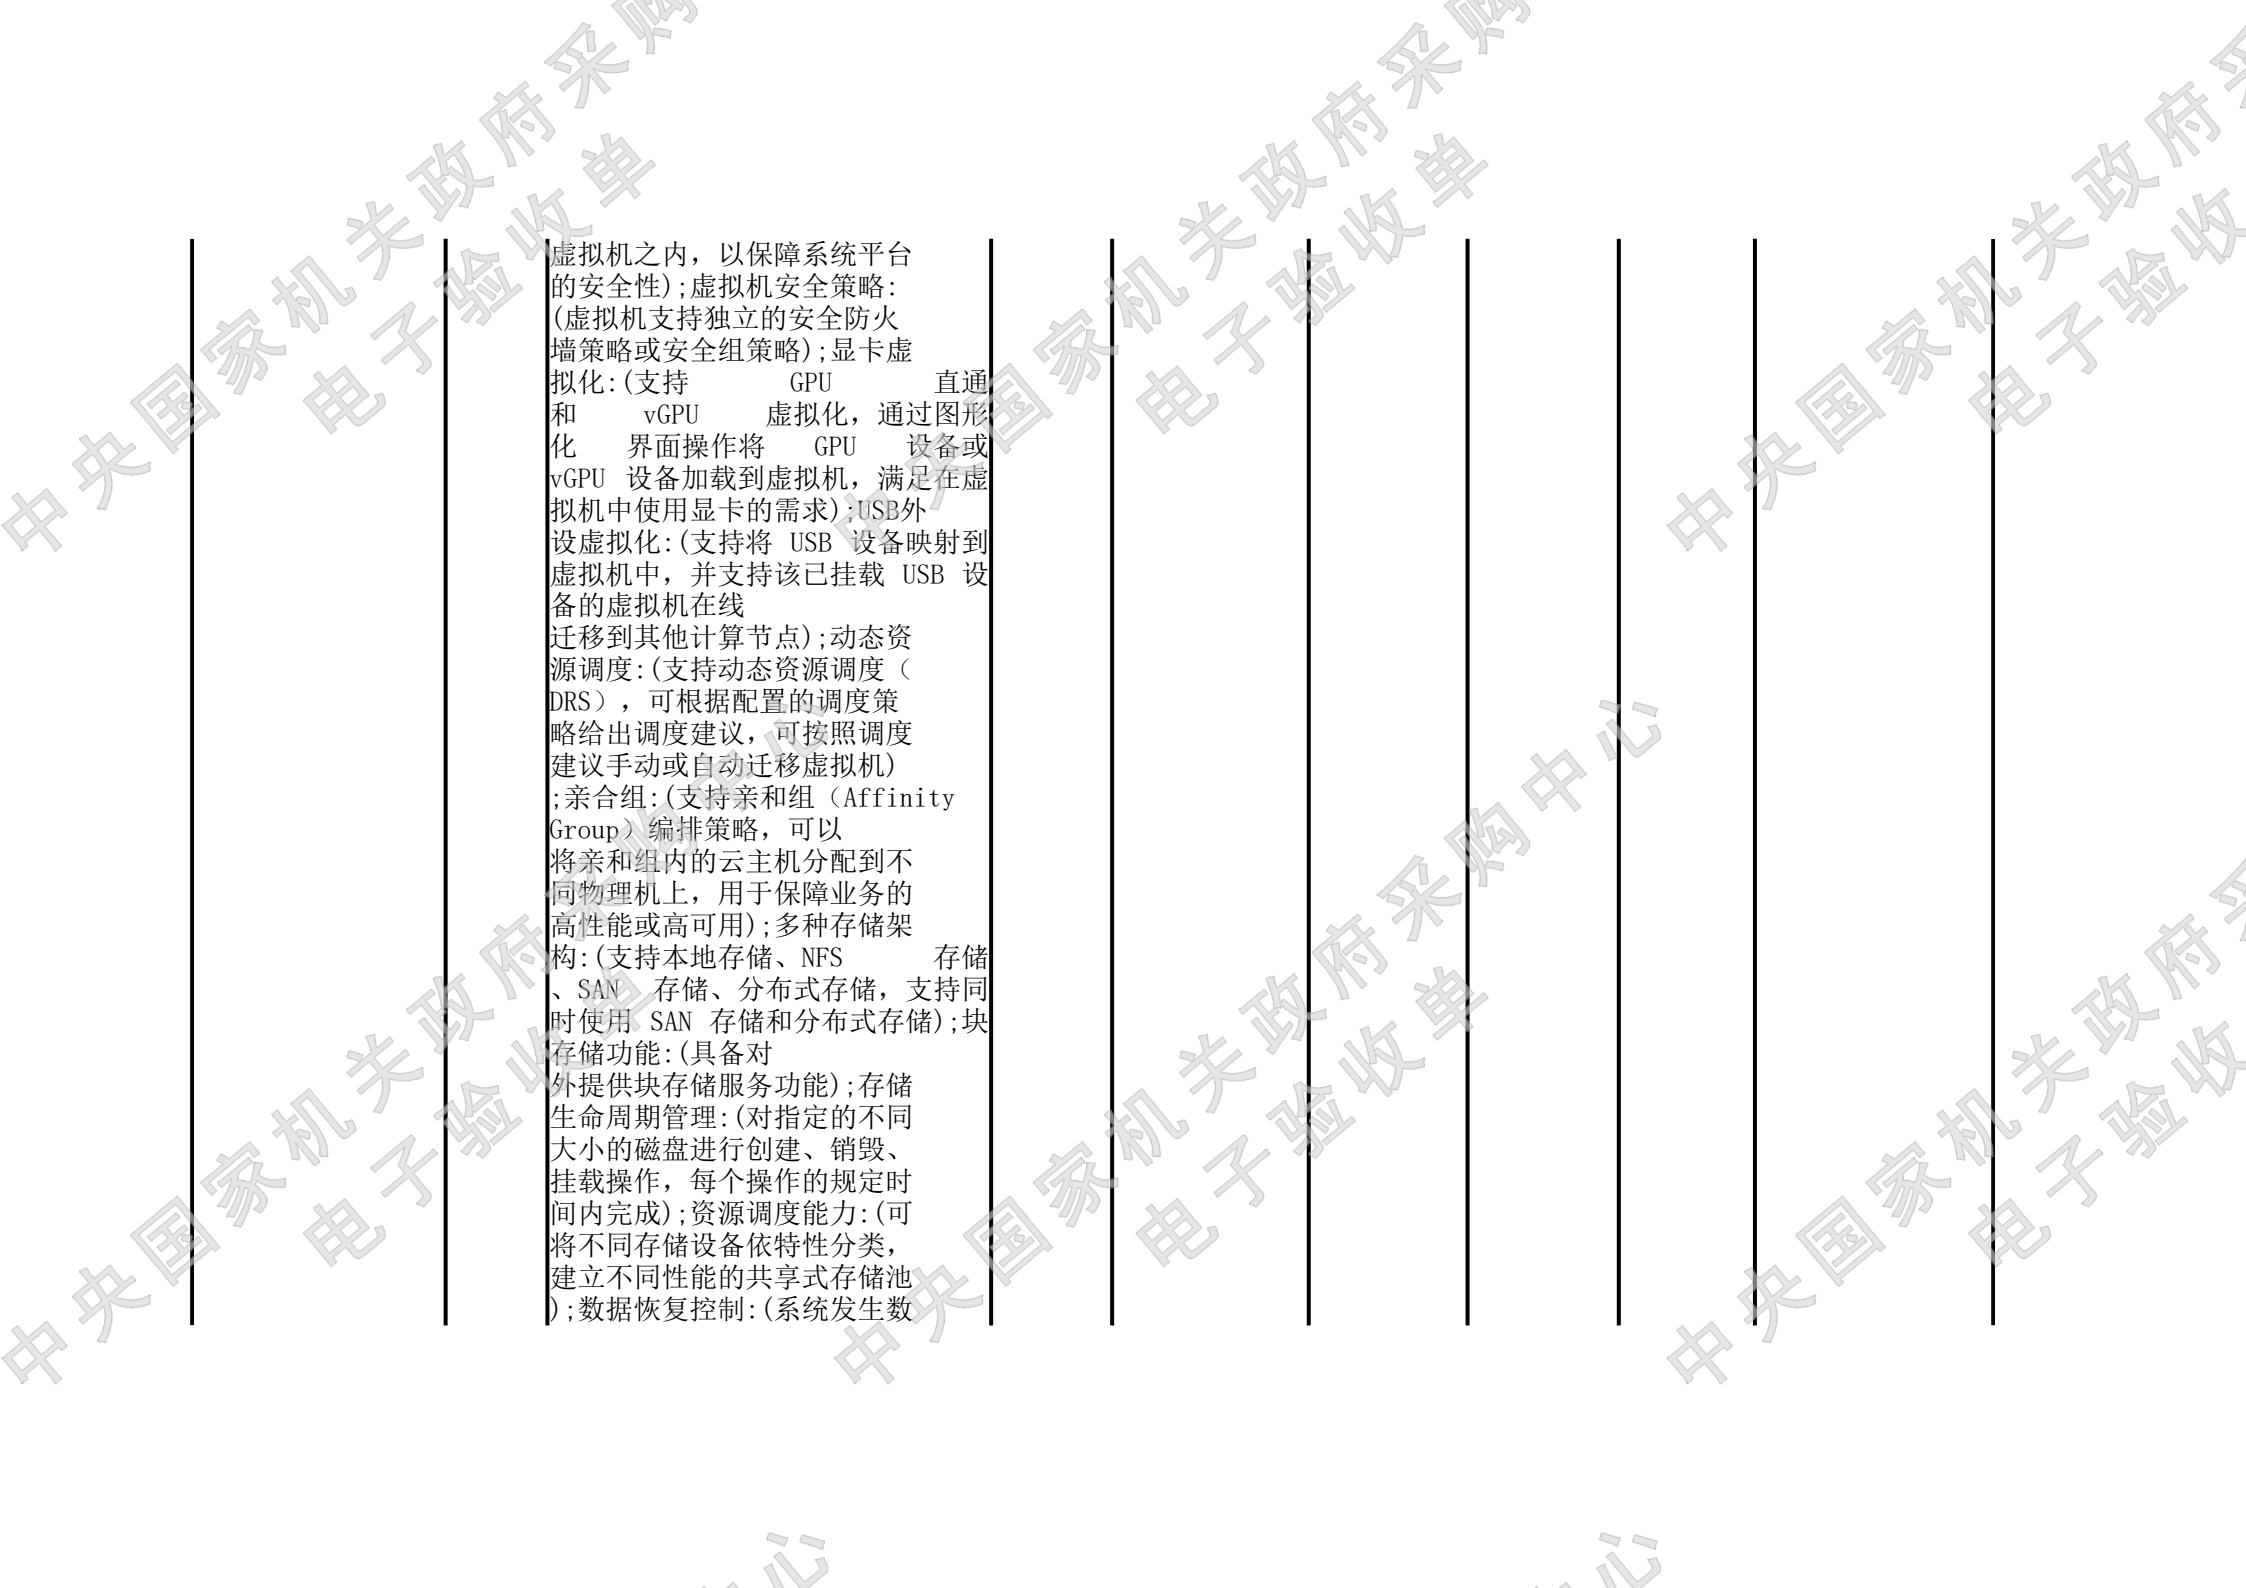 虚拟机之内，以保障系统平台
的安全性);虚拟机安全策略:
(虚拟机支持独立的安全防火
墙策略或安全组策略);显卡虚
拟化:(支持 GPU 直通
和 vGPU 虚拟化，通过图形
化 界面操作将 GPU 设备或
vGPU 设备加载到虚拟机，满足在虚
拟机中使用显卡的需求);USB外
设虚拟化:(支持将 USB 设备映射到
虚拟机中，并支持该已挂载 USB 设
备的虚拟机在线
迁移到其他计算节点);动态资
源调度:(支持动态资源调度（
DRS），可根据配置的调度策
略给出调度建议，可按照调度
建议手动或自动迁移虚拟机)
;亲合组:(支持亲和组（Affinity
Group）编排策略，可以
将亲和组内的云主机分配到不
同物理机上，用于保障业务的
高性能或高可用);多种存储架
构:(支持本地存储、NFS 存储
、SAN 存储、分布式存储，支持同
时使用 SAN 存储和分布式存储);块
存储功能:(具备对
外提供块存储服务功能);存储
生命周期管理:(对指定的不同
大小的磁盘进行创建、销毁、
挂载操作，每个操作的规定时
间内完成);资源调度能力:(可
将不同存储设备依特性分类，
建立不同性能的共享式存储池
);数据恢复控制:(系统发生数
中央国家机关政府采购中心
电子验收单